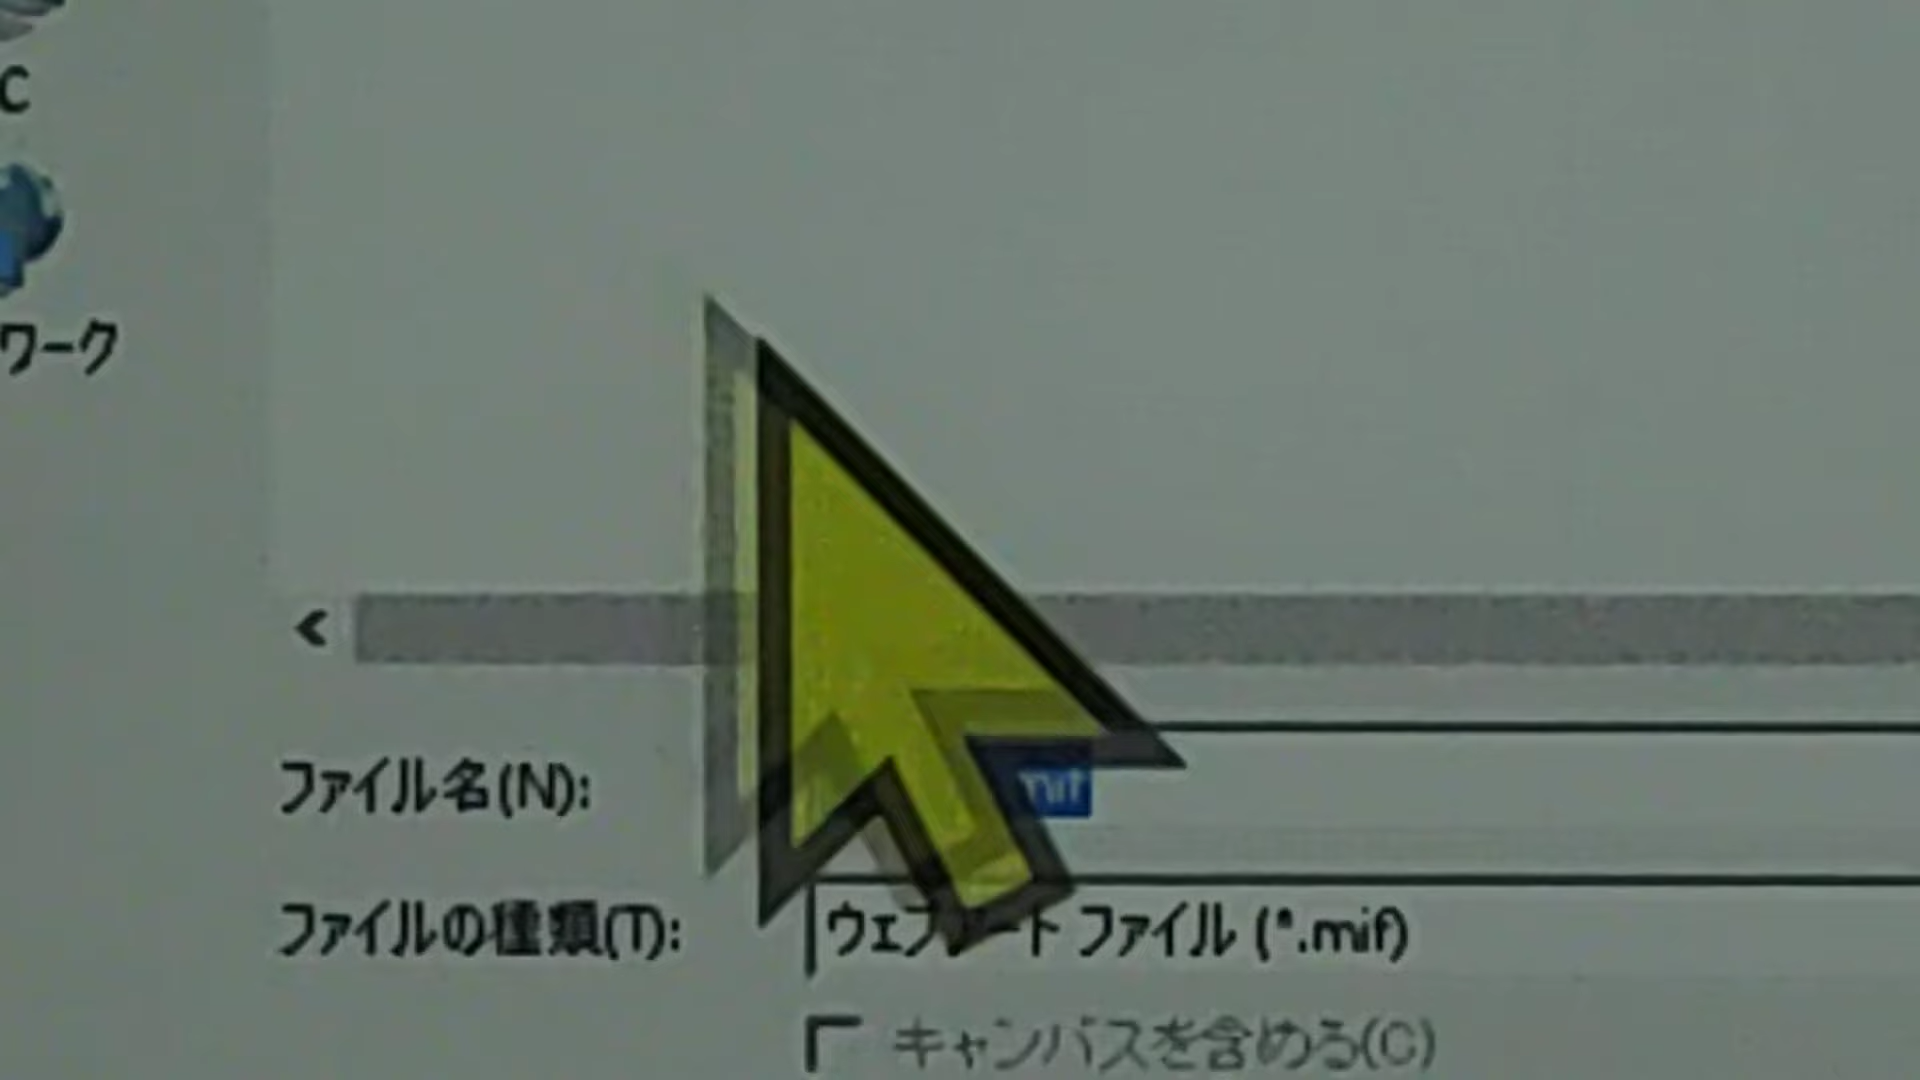 C
ワーク
ファイル名(N):
mif
ファイルの種類(T):
ファイル (*.mif)
キャンバスを含める(C)